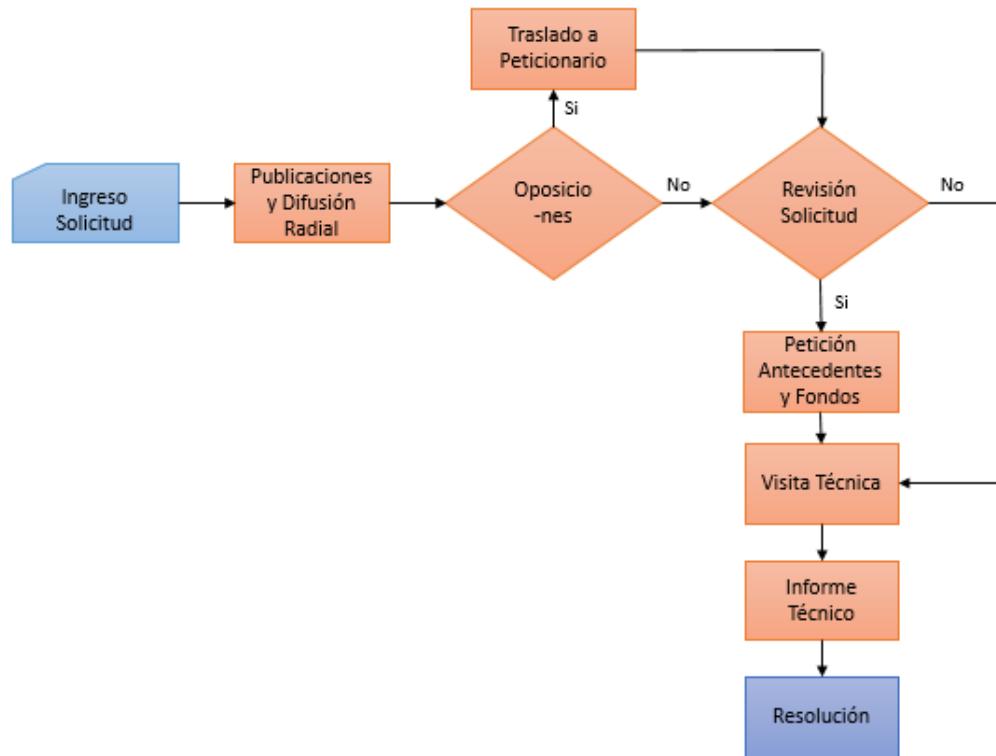 Traslado a
Peticionario
Si
Ingreso
Solicitud
Publicaciones
y Difusión
Radial
Oposicio
-nes
No
Revisión
Solicitud
No
Si
Petición
Antecedentes
y Fondos
Visita Técnica
Informe
Técnico
Resolución